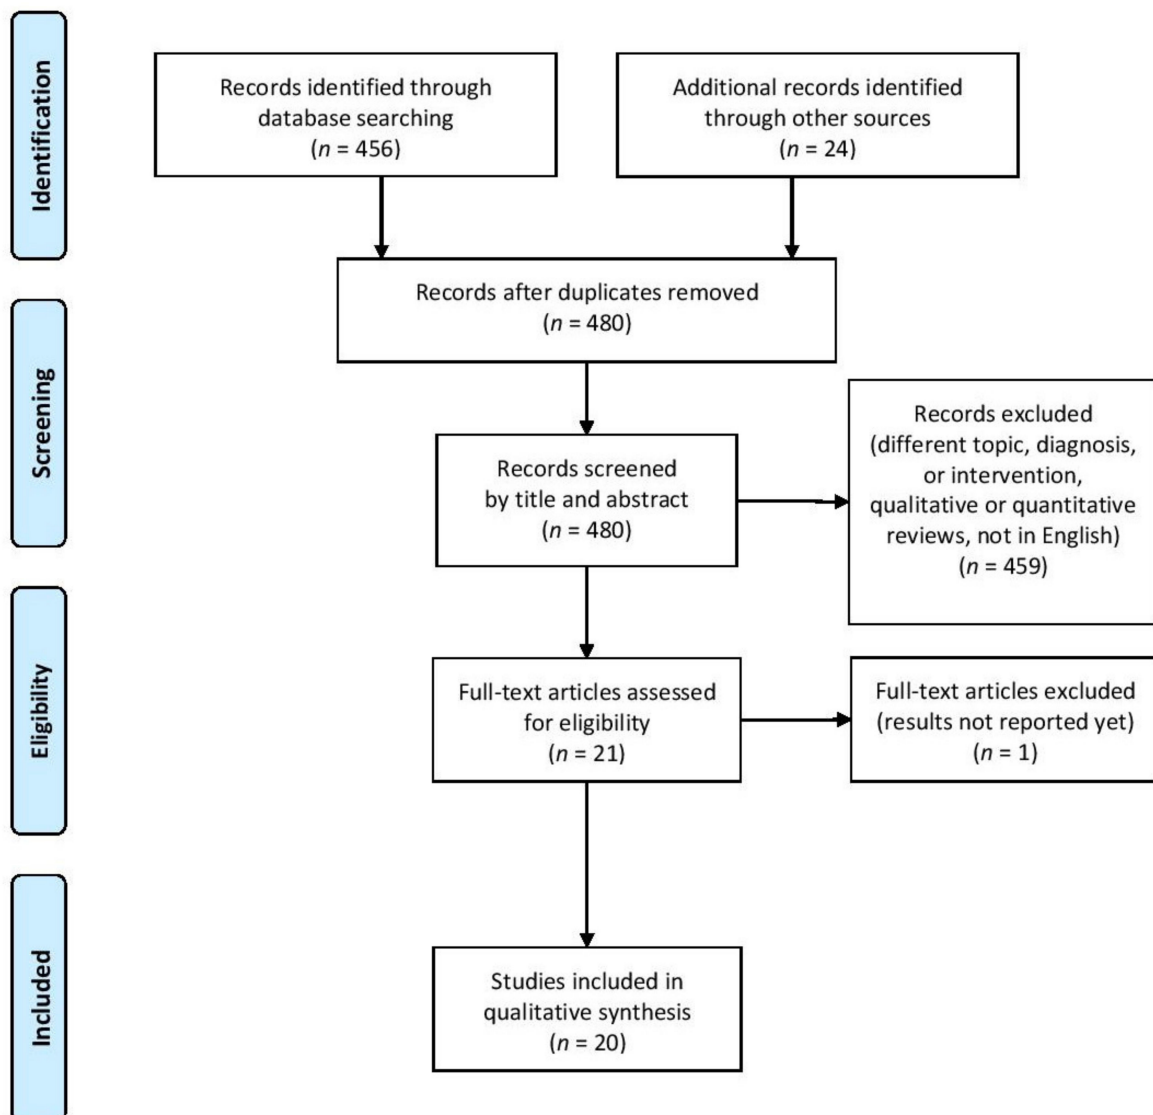 Identification
Records identified through
database searching
(n = 456)
Additional records identified
through other sources
(n = 24)
Records after duplicates removed
(n = 480)
Screening
Records screened
by title and abstract
(n = 480)
Records excluded
(different topic, diagnosis,
or intervention,
qualitative or quantitative
reviews, not in English)
(n = 459)
Eligibility
Full-text articles assessed
for eligibility
(n = 21)
Full-text articles excluded
(results not reported yet)
(n = 1)
Included
Studies included in
qualitative synthesis
(n = 20)